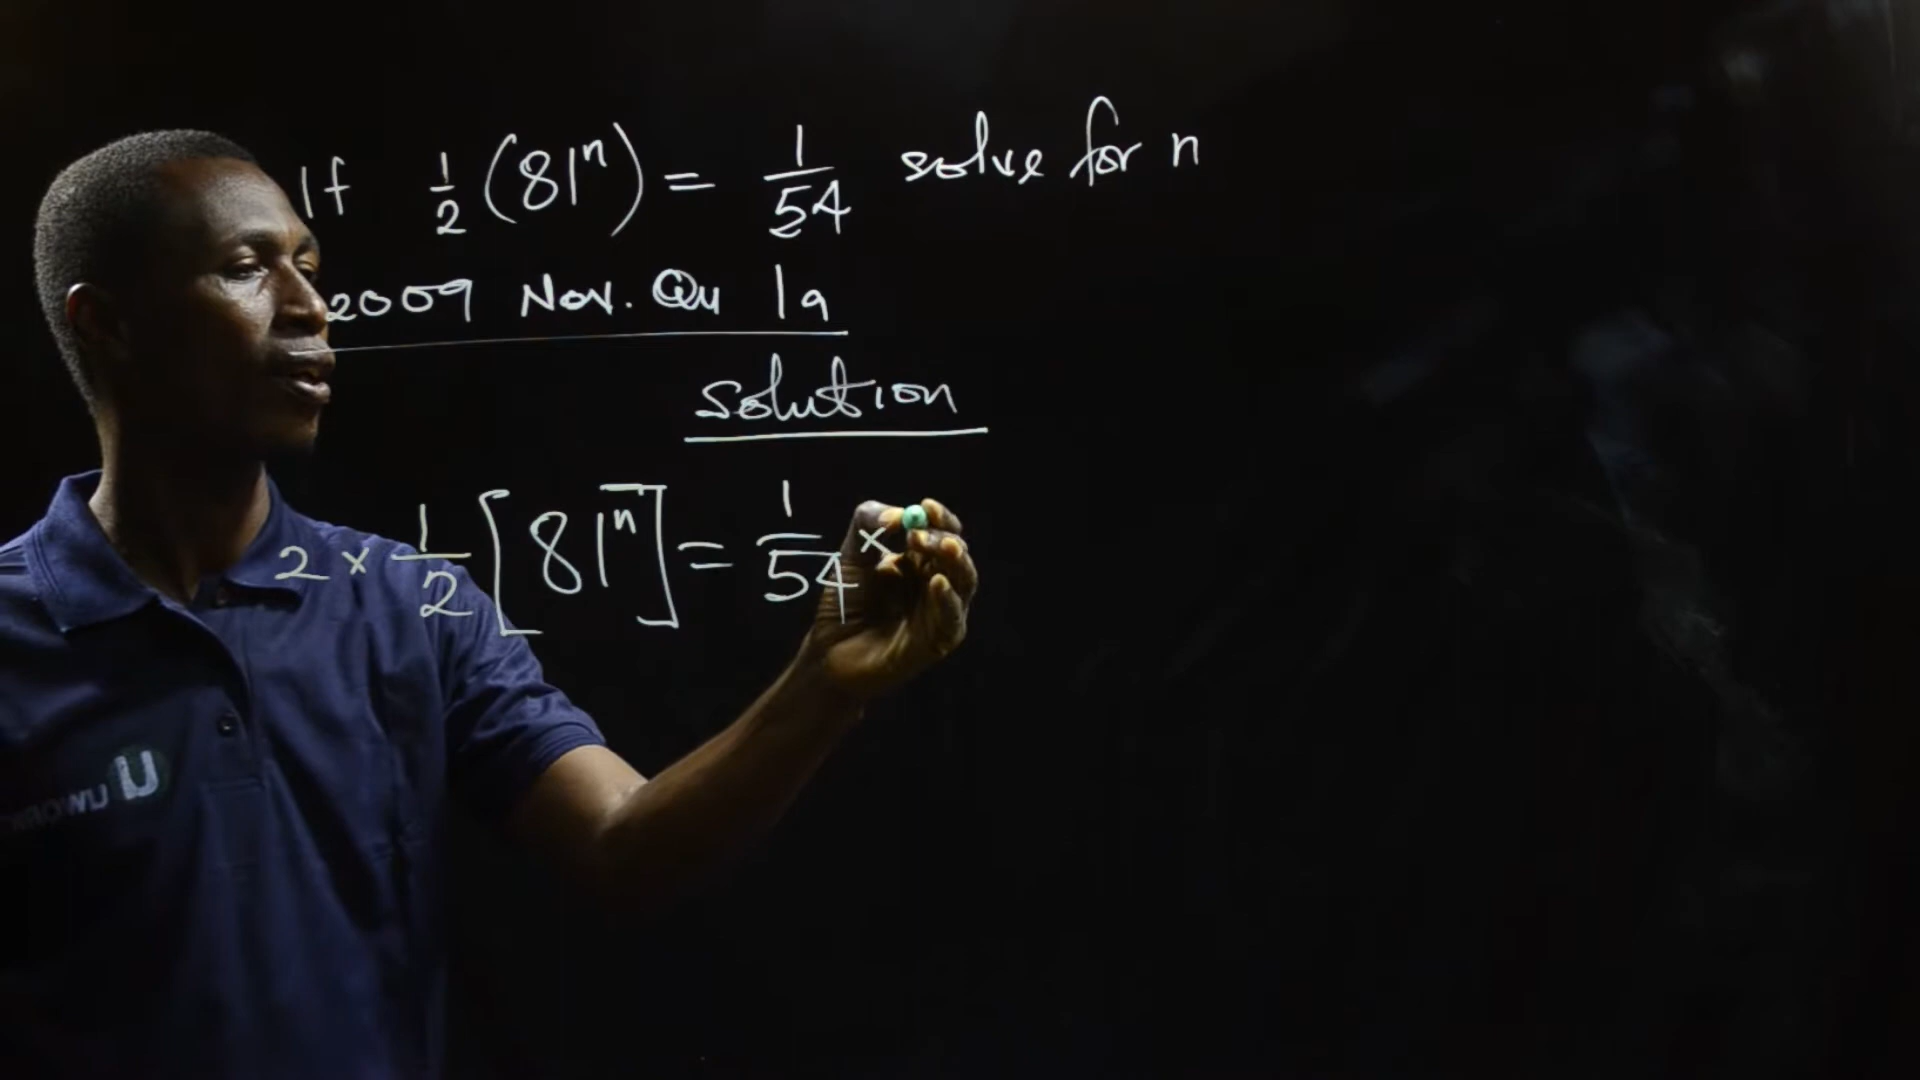 If 1/2 (81ⁿ) = 1/54 solve for n
2009 Nov. Qu 1a
Solution
2 × 1/2 [81ⁿ] = 1/54 ×
U